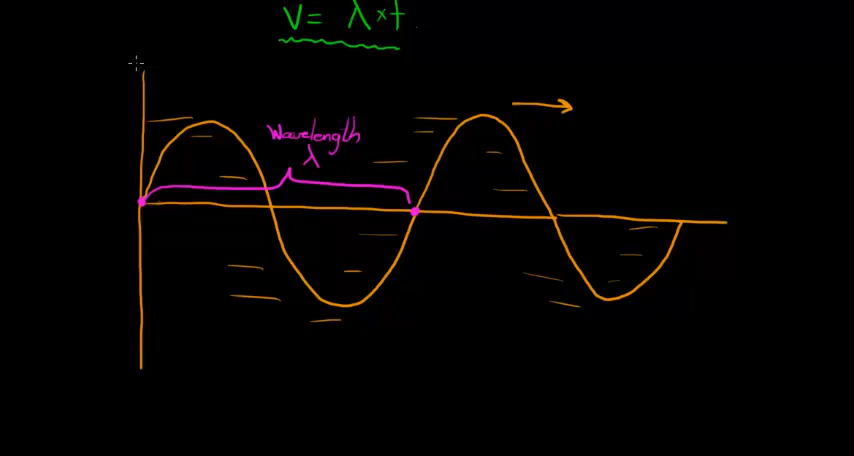 V = λ × f
Wavelength
λ